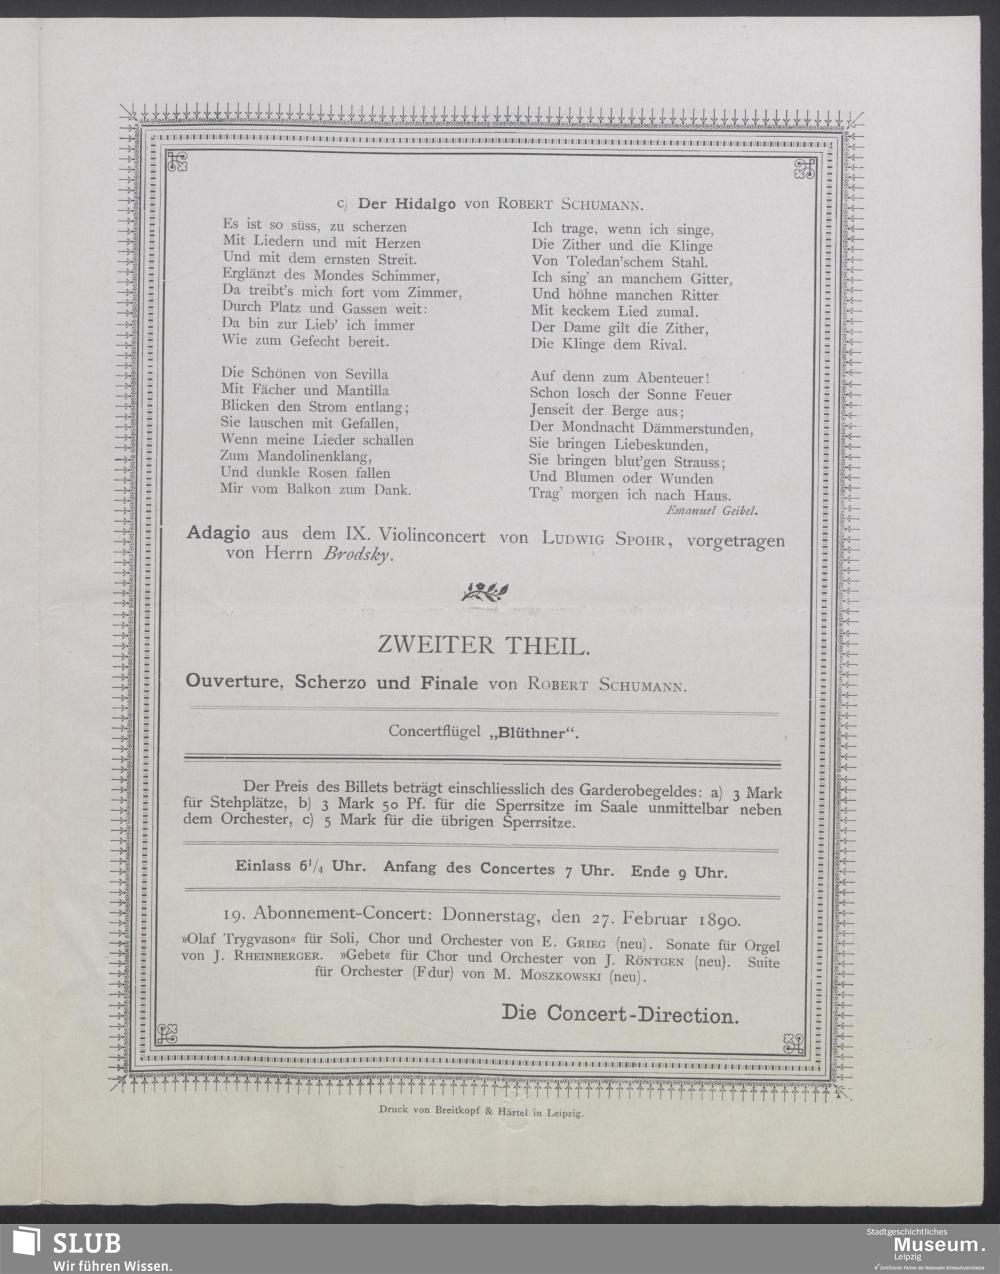 c) Der Hidalgo von ROBERT SCHUMANN.
Es ist so süss, zu scherzen
Mit Liedern und mit Herzen
Und mit dem ernsten Streit.
Erglänzt des Mondes Schimmer,
Da treibt's mich fort vom Zimmer,
Durch Platz und Gassen weit:
Da bin zur Lieb' ich immer
Wie zum Gefecht bereit.
Die Schönen von Sevilla
Mit Fächer und Mantilla
Blicken den Strom entlang;
Sie lauschen mit Gefallen,
Wenn meine Lieder schallen
Zum Mandolinenklang,
Und dunkle Rosen fallen
Mir vom Balkon zum Dank.
Ich trage, wenn ich singe,
Die Zither und die Klinge
Von Toledan'schem Stahl.
Ich sing' an manchem Gitter,
Und höhne manchen Ritter
Mit keckem Lied zumal.
Der Dame gilt die Zither,
Die Klinge dem Rival.
Auf denn zum Abenteuer!
Schon losch der Sonne Feuer
Jenseit der Berge aus;
Der Mondnacht Dämmerstunden,
Sie bringen Liebeskunden,
Sie bringen blut'gen Strauss;
Und Blumen oder Wunden
Trag' morgen ich nach Haus.
Emanuel Geibel.
Adagio aus dem IX. Violinconcert von LUDWIG SPOHR, vorgetragen
von Herrn Brodsky.
ZWEITER THEIL.
Ouverture, Scherzo und Finale von ROBERT SCHUMANN.
Concertflügel „Blüthner“.
Der Preis des Billets beträgt einschliesslich des Garderobegeldes: a) 3 Mark
für Stehplätze, b) 3 Mark 50 Pf. für die Sperrsitze im Saale unmittelbar neben
dem Orchester, c) 5 Mark für die übrigen Sperrsitze.
Einlass 6¹/₄ Uhr. Anfang des Concertes 7 Uhr. Ende 9 Uhr.
19. Abonnement-Concert: Donnerstag, den 27. Februar 1890.
»Olaf Trygvason« für Soli, Chor und Orchester von E. GRIEG (neu). Sonate für Orgel
von J. RHEINBERGER. »Gebet« für Chor und Orchester von J. RÖNTGEN (neu). Suite
für Orchester (F dur) von M. MOSZKOWSKI (neu).
Die Concert-Direction.
Druck von Breitkopf & Härtel in Leipzig.
SLUB
Wir führen Wissen.
Stadtgeschichtliches
Museum.
Leipzig
Zertifizierter Partner der Nationalen Klimaschutzinitiative